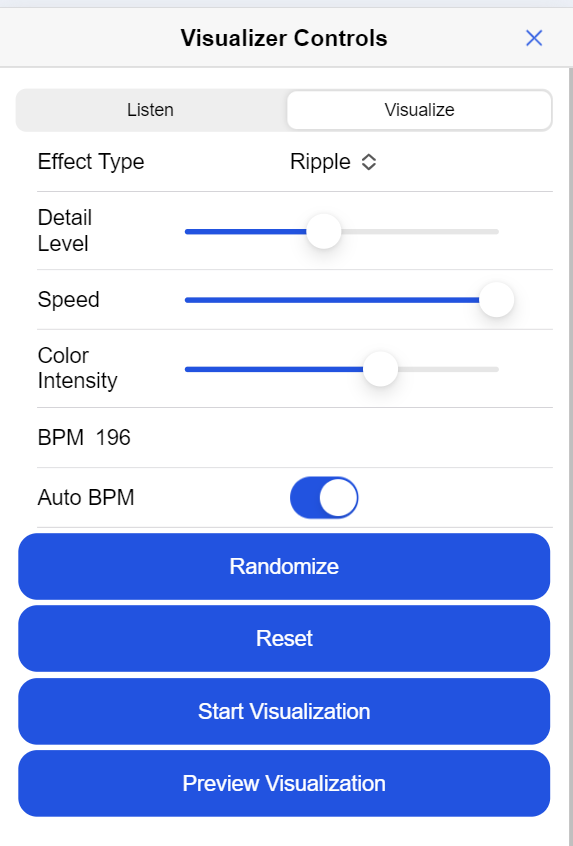 Visualizer Controls
Listen
Visualize
Effect Type
Ripple
Detail
Level
Speed
Color
Intensity
BPM 196
Auto BPM
Randomize
Reset
Start Visualization
Preview Visualization